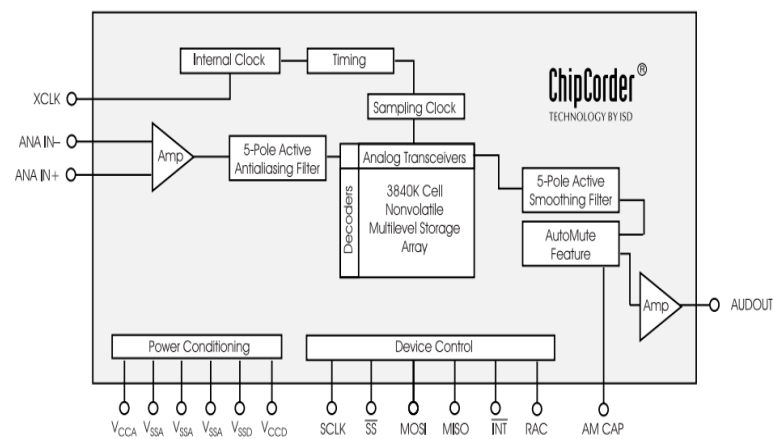 Internal Clock
Timing
ChipCorder®
TECHNOLOGY BY ISD
XCLK
Sampling Clock
ANA IN–
ANA IN+
Amp
5-Pole Active
Antialiasing Filter
Analog Transceivers
Decoders
3840K Cell
Nonvolatile
Multilevel Storage
Array
5-Pole Active
Smoothing Filter
AutoMute
Feature
Amp
AUDOUT
Power Conditioning
Device Control
VCCA VSSA VSSA VSSA VSSD VCCD SCLK S̅S̅ MOSI MISO I̅N̅T̅ RAC AM CAP